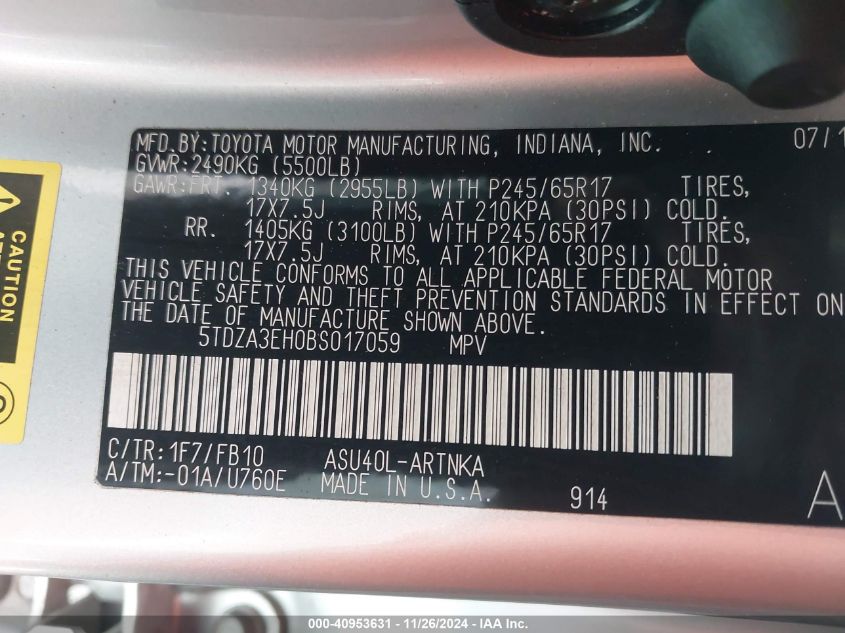 MFD.BY:TOYOTA MOTOR MANUFACTURING, INDIANA, INC. 07/1
GVWR:2490KG (5500LB)
GAWR:FRT. 1340KG (2955LB) WITH P245/65R17 TIRES,
17X7.5J RIMS, AT 210KPA (30PSI) COLD.
RR. 1405KG (3100LB) WITH P245/65R17 TIRES,
17X7.5J RIMS, AT 210KPA (30PSI) COLD.
THIS VEHICLE CONFORMS TO ALL APPLICABLE FEDERAL MOTOR
VEHICLE SAFETY AND THEFT PREVENTION STANDARDS IN EFFECT ON
THE DATE OF MANUFACTURE SHOWN ABOVE.
5TDZA3EH0BS017059 MPV
C/TR:1F7/FB10 ASU40L-ARTNKA
A/TM:-01A/U760E MADE IN U.S.A.
914
A
CAUTION
000-40953631 - 11/26/2024 - IAA Inc.